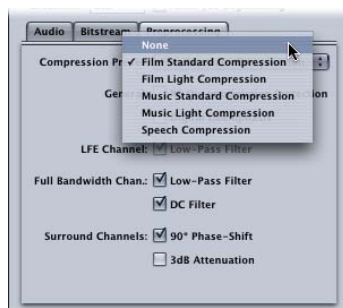 Audio Bitstream Preprocessing
None
Compression Pr ✓ Film Standard Compression
Film Light Compression
Gener
Music Standard Compression
Music Light Compression
Speech Compression
LFE Channel: Low-Pass Filter
Full Bandwidth Chan.: Low-Pass Filter
DC Filter
Surround Channels: 90° Phase-Shift
3dB Attenuation